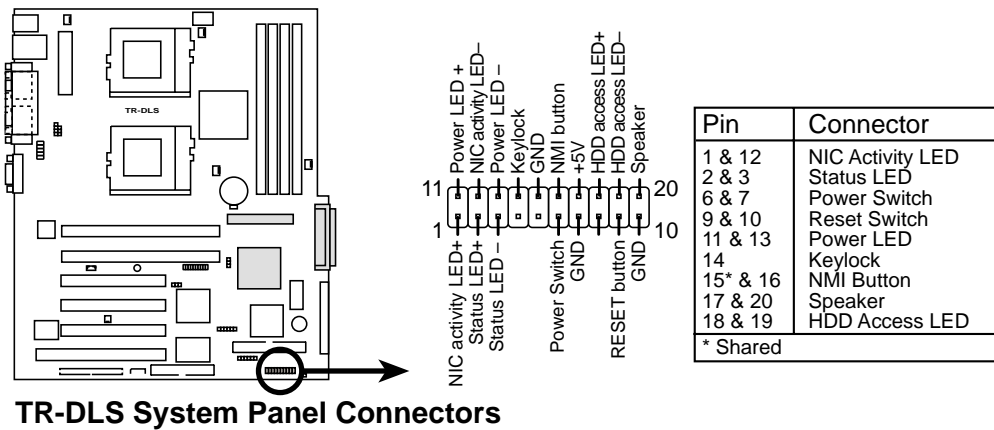 TR-DLS
Power LED +
NIC activity LED–
Power LED –
Keylock
GND
NMI button
+5V
HDD access LED+
HDD access LED–
Speaker
11
20
1
10
NIC activity LED+
Status LED+
Status LED –
Power Switch
GND
RESET button
GND
Pin Connector
1 & 12 NIC Activity LED
2 & 3 Status LED
6 & 7 Power Switch
9 & 10 Reset Switch
11 & 13 Power LED
14 Keylock
15* & 16 NMI Button
17 & 20 Speaker
18 & 19 HDD Access LED
* Shared
TR-DLS System Panel Connectors